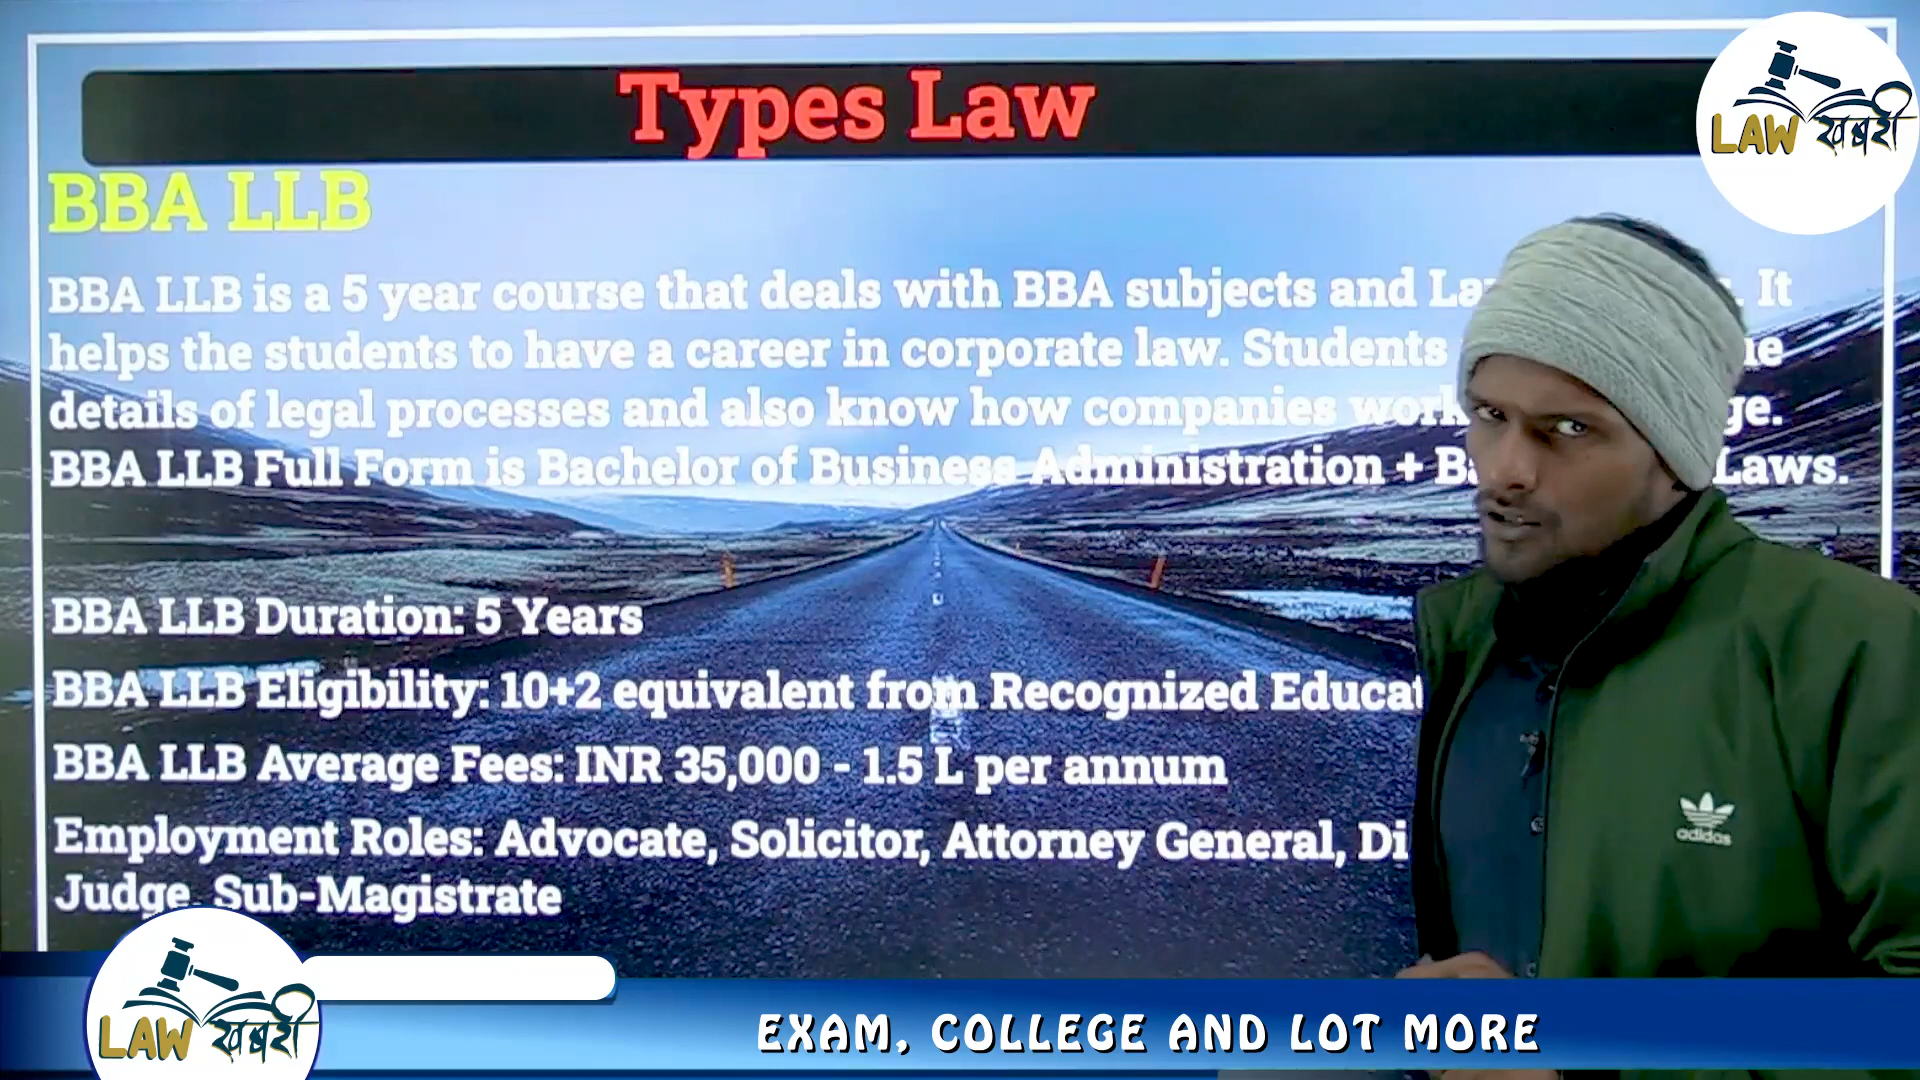 Types Law
LAW खबरी
BBA LLB
BBA LLB is a 5 year course that deals with BBA subjects and It
helps the students to have a career in corporate law. Students
details of legal processes and also know how companies
BBA LLB Full Form is Bachelor of Business Administration + Laws.
BBA LLB Duration: 5 Years
BBA LLB Eligibility: 10+2 equivalent from Recognized
BBA LLB Average Fees: INR 35,000 - 1.5 L per annum
Employment Roles: Advocate, Solicitor, Attorney General,
Judge, Sub-Magistrate
adidas
LAW खबरी
EXAM, COLLEGE AND LOT MORE